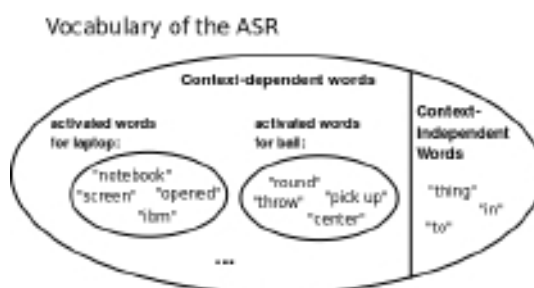 Vocabulary of the ASR
Context-dependent words
activated words
for laptop:
"notebook"
"screen" "opened"
"ibm"
activated words
for ball:
"round"
"throw" "pick up"
"center"
...
Context-
Independent
Words
"thing"
"in"
"to"